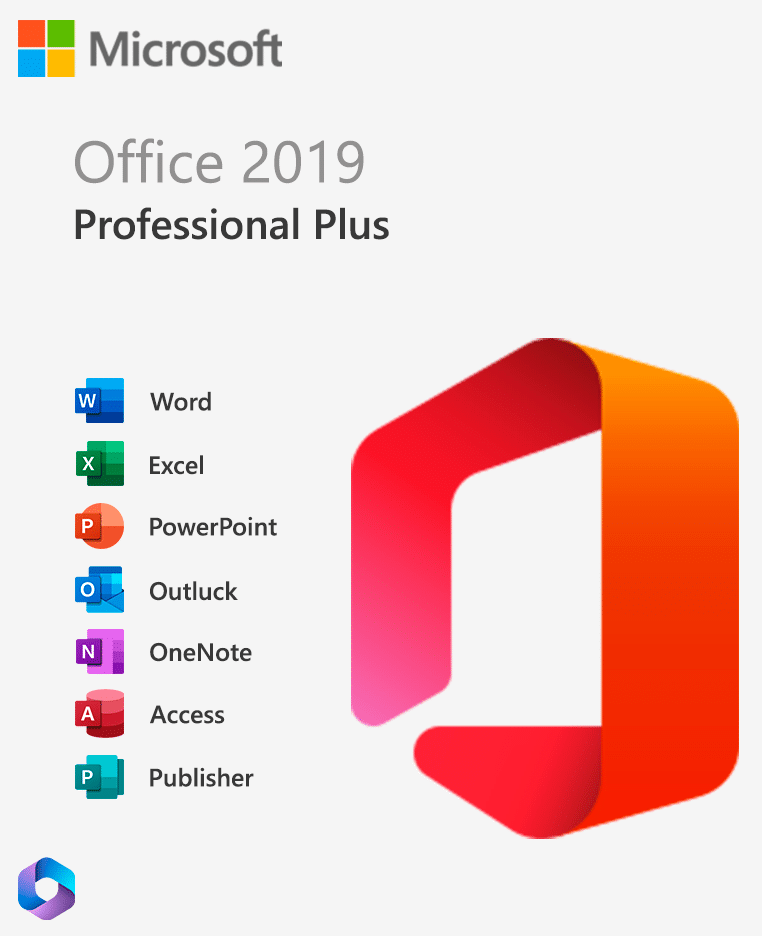 Microsoft
Office 2019
Professional Plus
W Word
X Excel
P PowerPoint
O Outluck
N OneNote
A Access
P Publisher